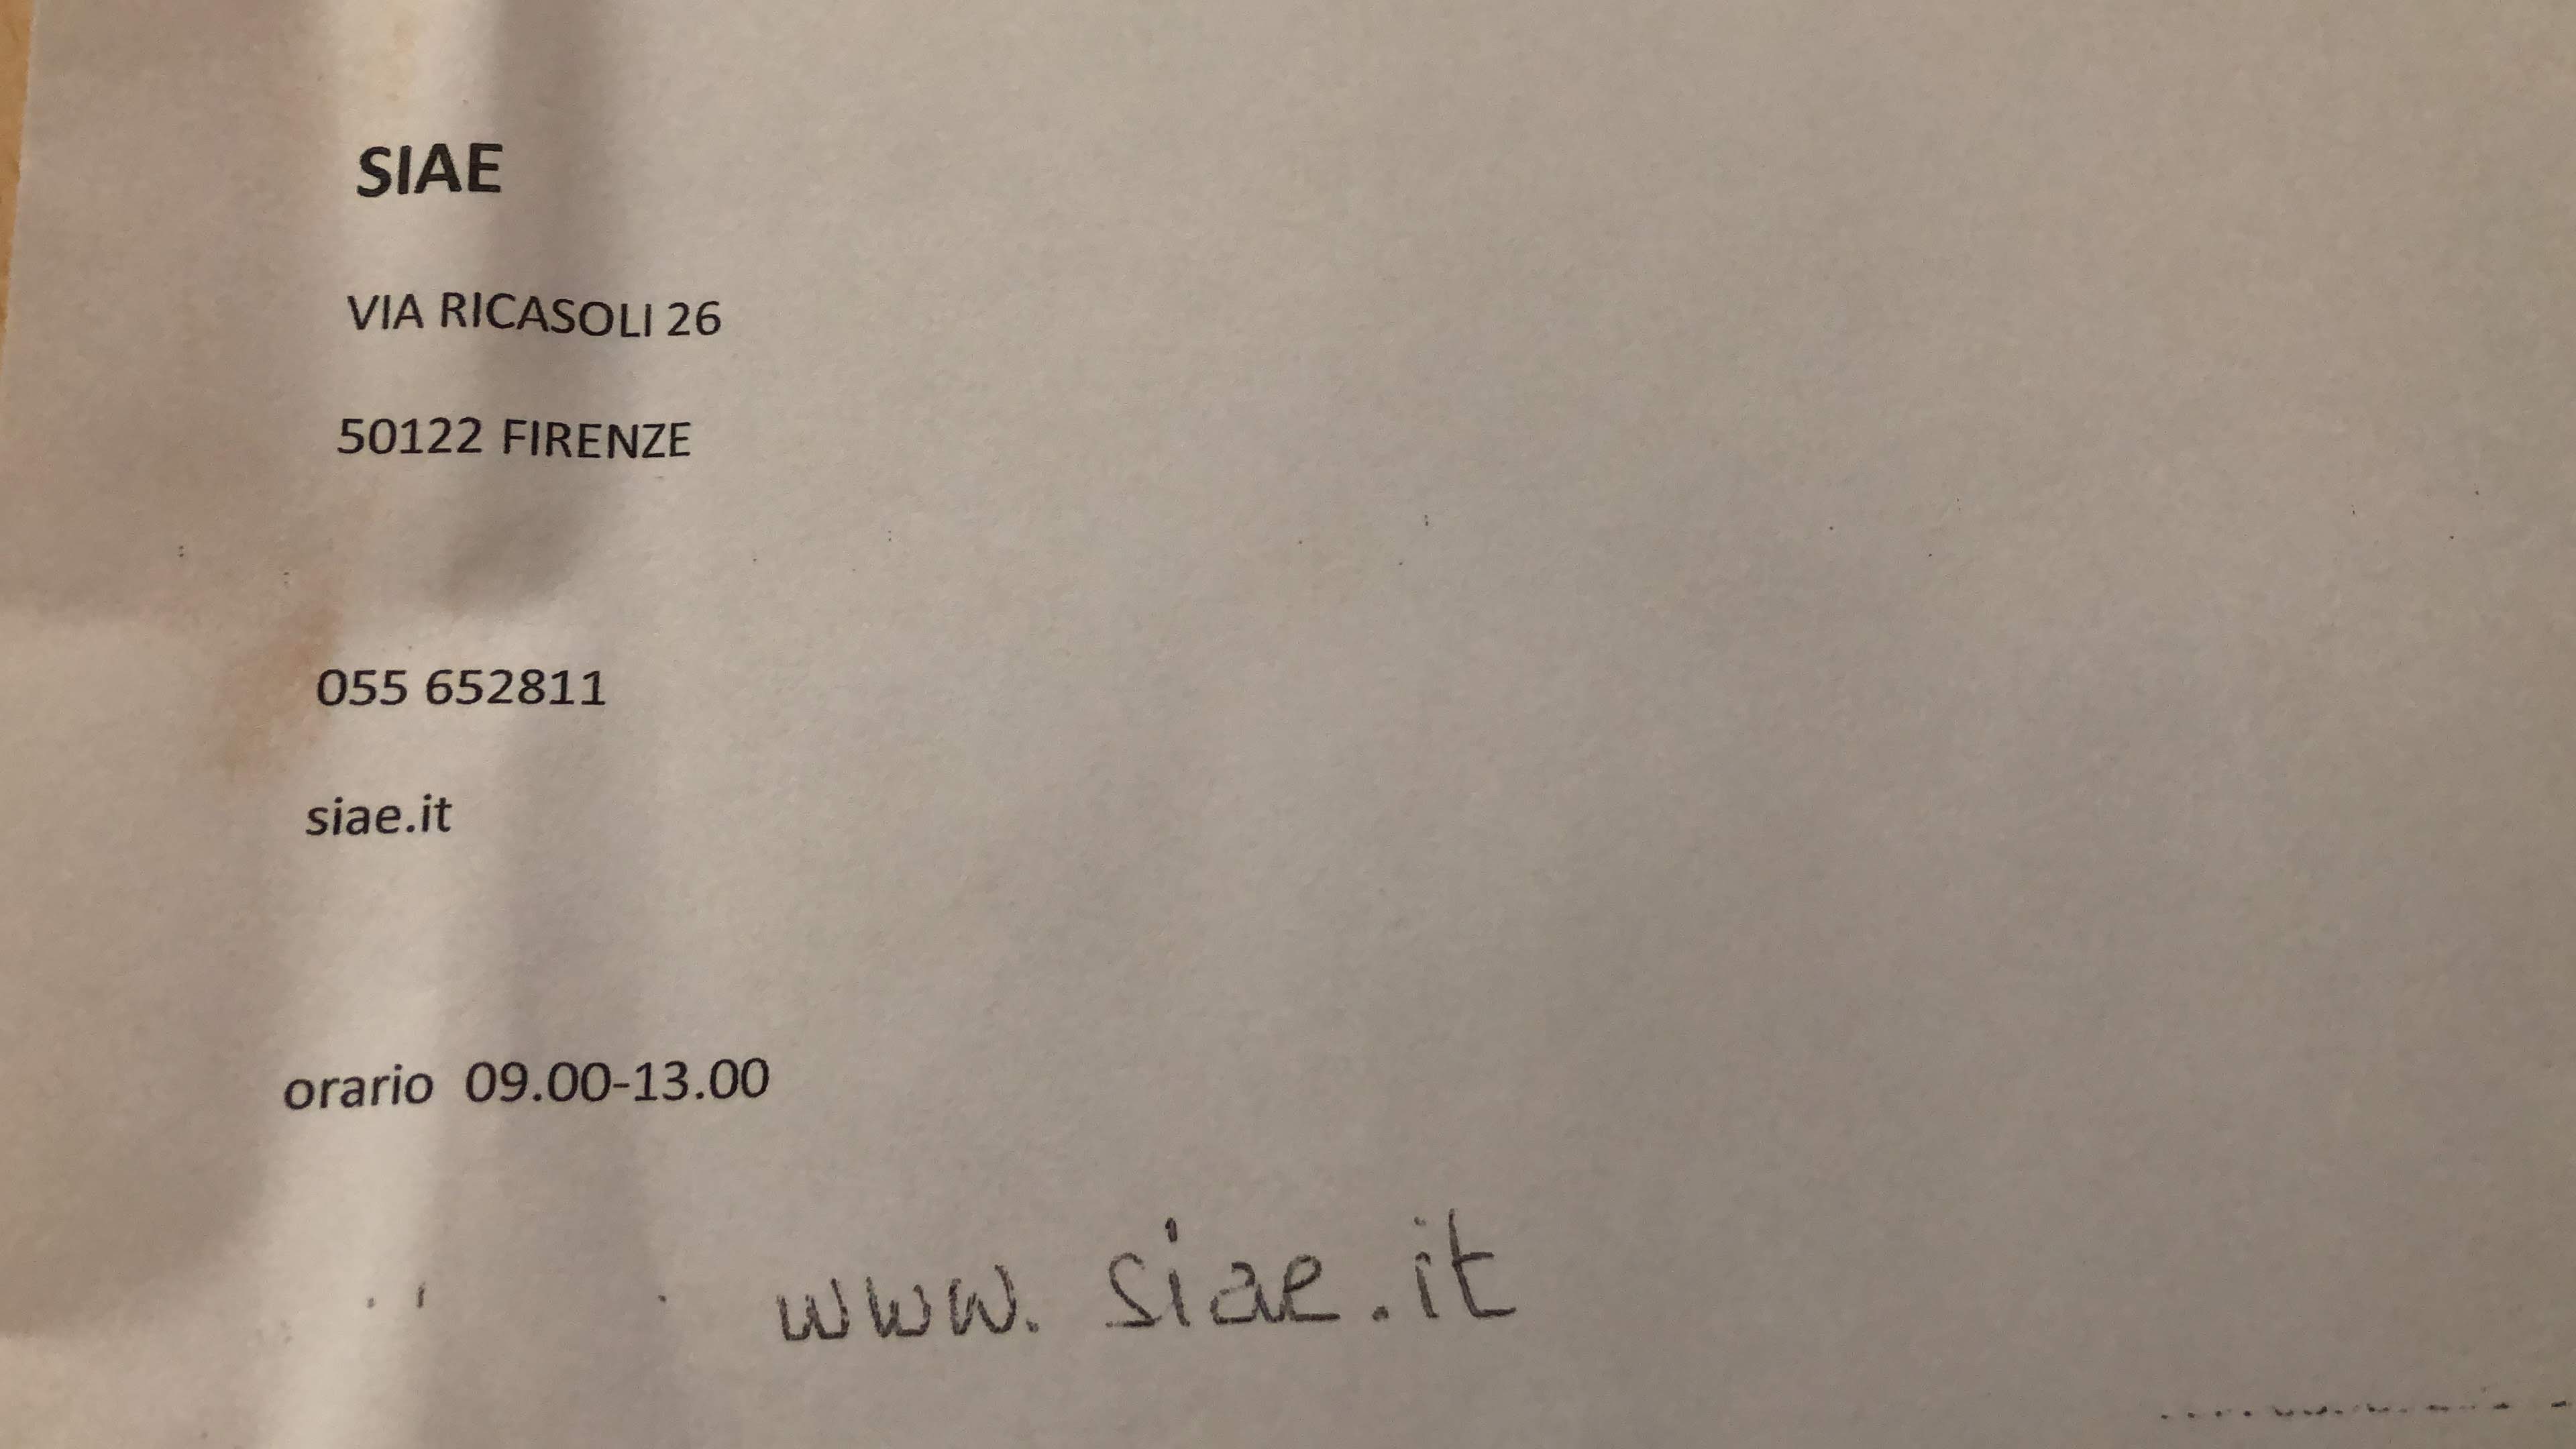 SIAE
VIA RICASOLI 26
50122 FIRENZE
055 652811
siae.it
orario 09.00-13.00
www. siae.it